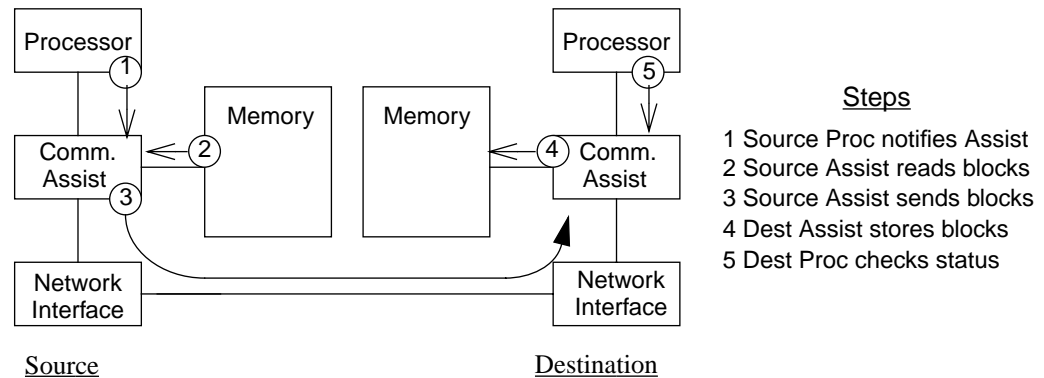 Processor
1
Processor
5
Memory
Memory
Comm.
Assist
2
3
4
Comm.
Assist
Network
Interface
Network
Interface
Source
Destination
Steps
1 Source Proc notifies Assist
2 Source Assist reads blocks
3 Source Assist sends blocks
4 Dest Assist stores blocks
5 Dest Proc checks status